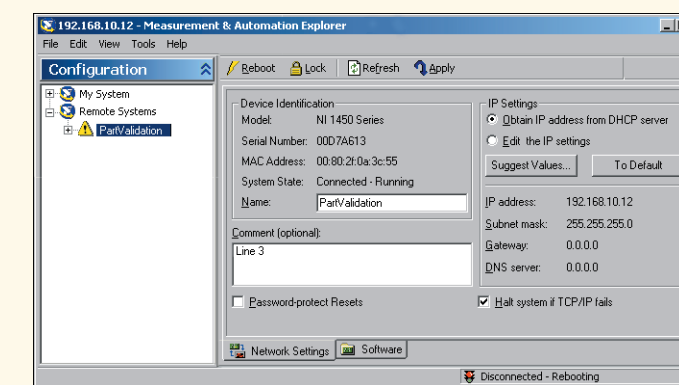 192.168.10.12 - Measurement & Automation Explorer
File Edit View Tools Help
Configuration
Reboot Lock Refresh Apply
My System
Remote Systems
PartValidation
Device Identification
Model: NI 1450 Series
Serial Number: 00D7A613
MAC Address: 00:80:2f:0a:3c:55
System State: Connected - Running
Name: PartValidation
Comment (optional):
Line 3
Password-protect Resets
IP Settings
Obtain IP address from DHCP server
Edit the IP settings
Suggest Values... To Default
IP address: 192.168.10.12
Subnet mask: 255.255.255.0
Gateway: 0.0.0.0
DNS server: 0.0.0.0
Halt system if TCP/IP fails
Network Settings Software
Disconnected - Rebooting